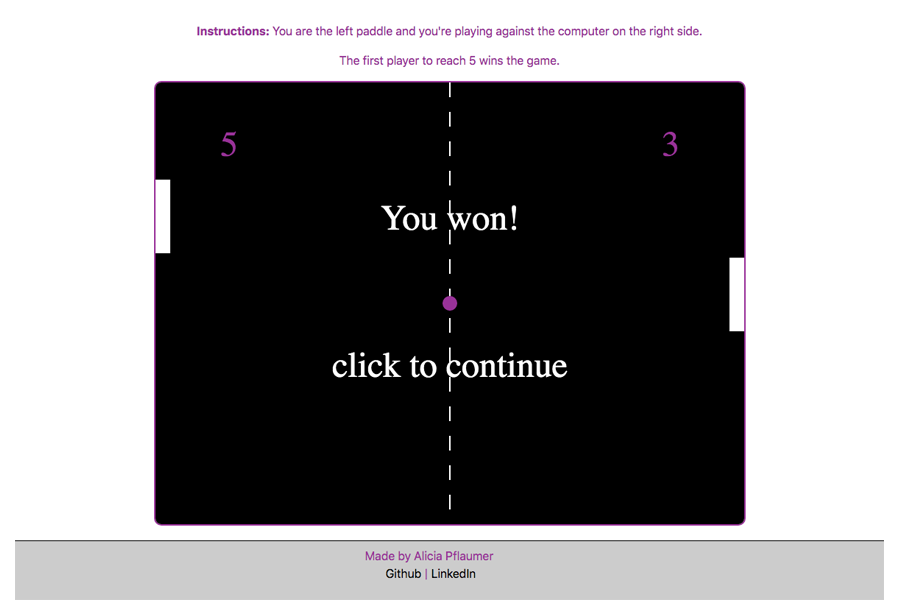 Instructions: You are the left paddle and you're playing against the computer on the right side.
The first player to reach 5 wins the game.
5 3
You won!
click to continue
Made by Alicia Pflaumer
Github | LinkedIn